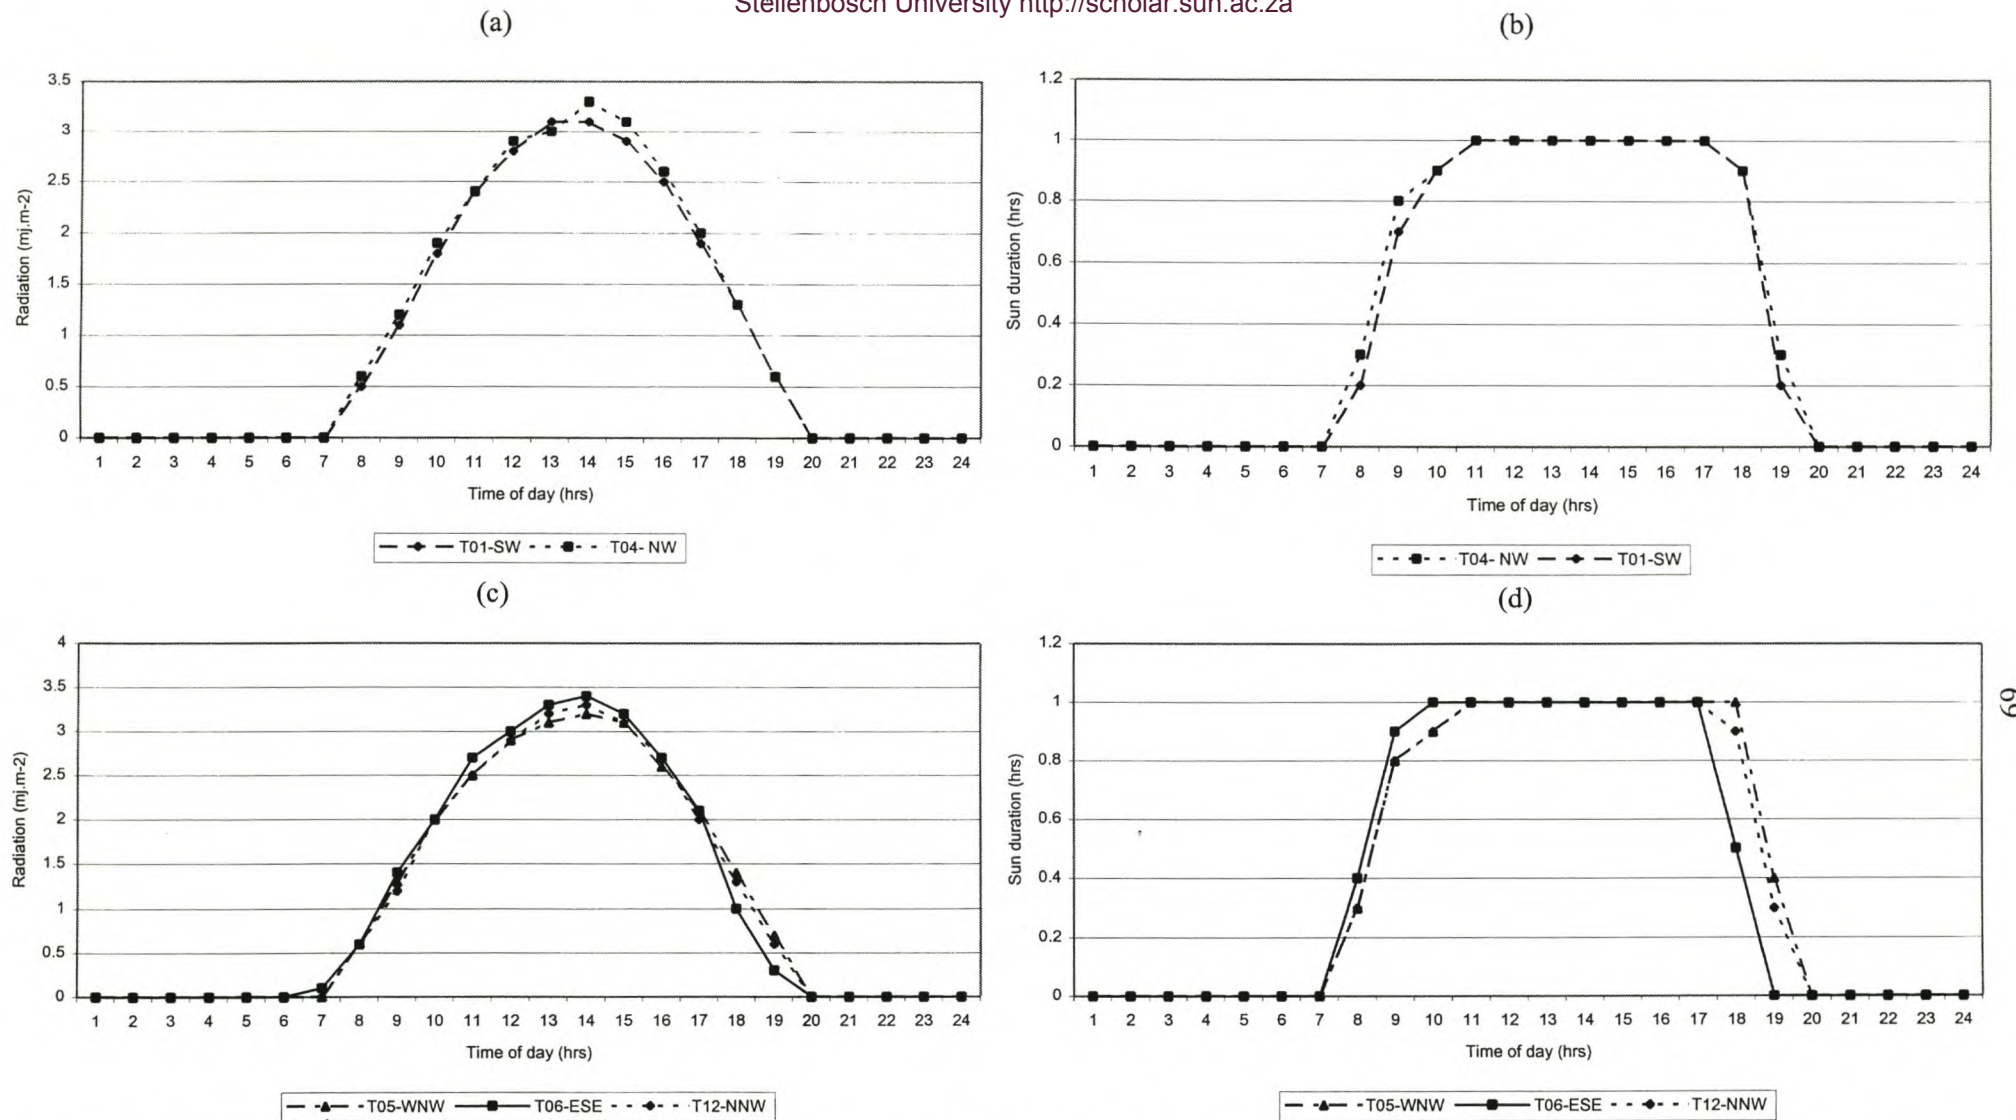 Stellenbosch University http://scholar.sun.ac.za
(a)
3.5
3
2.5
2
1.5
1
0.5
0
Radiation (mj.m-2)
1 2 3 4 5 6 7 8 9 10 11 12 13 14 15 16 17 18 19 20 21 22 23 24
Time of day (hrs)
T01-SW T04- NW
(b)
1.2
1
0.8
0.6
0.4
0.2
0
Sun duration (hrs)
1 2 3 4 5 6 7 8 9 10 11 12 13 14 15 16 17 18 19 20 21 22 23 24
Time of day (hrs)
T04- NW T01-SW
(c)
4
3.5
3
2.5
2
1.5
1
0.5
0
Radiation (mj.m-2)
1 2 3 4 5 6 7 8 9 10 11 12 13 14 15 16 17 18 19 20 21 22 23 24
Time of day (hrs)
T05-WNW T06-ESE T12-NNW
(d)
1.2
1
0.8
0.6
0.4
0.2
0
Sun duration (hrs)
1 2 3 4 5 6 7 8 9 10 11 12 13 14 15 16 17 18 19 20 21 22 23 24
Time of day (hrs)
T05-WNW T06-ESE T12-NNW
69